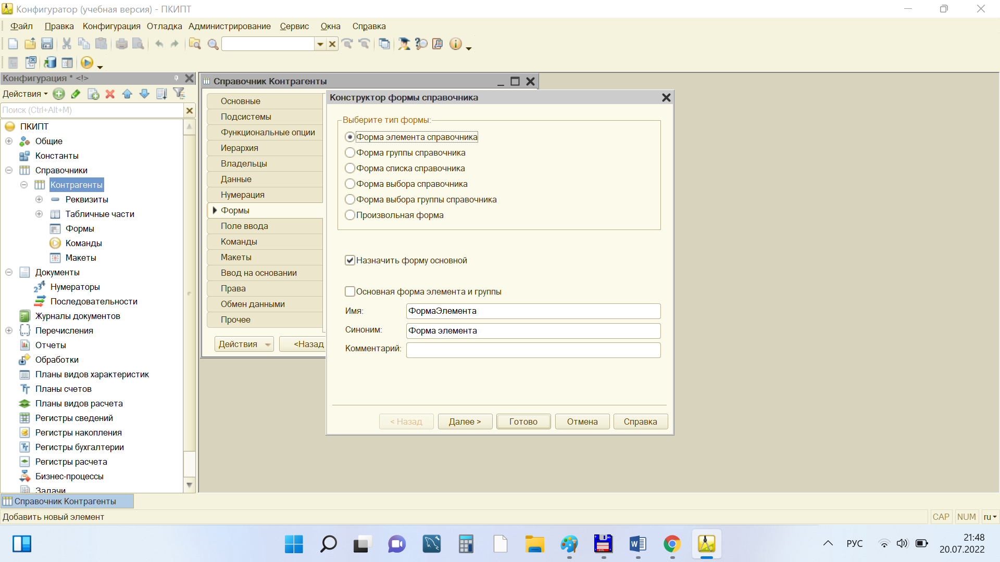 Конфигуратор (учебная версия) - ПКИПТ
Файл Правка Конфигурация Отладка Администрирование Сервис Окна Справка
Конфигурация * <!>
Действия
Поиск (Ctrl+Alt+M)
ПКИПТ
Общие
Константы
Справочники
Контрагенты
Реквизиты
Табличные части
Формы
Команды
Макеты
Документы
Нумераторы
Последовательности
Журналы документов
Перечисления
Отчеты
Обработки
Планы видов характеристик
Планы счетов
Планы видов расчета
Регистры сведений
Регистры накопления
Регистры бухгалтерии
Регистры расчета
Бизнес-процессы
Задачи
Справочник Контрагенты
Основные
Подсистемы
Функциональные опции
Иерархия
Владельцы
Данные
Нумерация
Формы
Поле ввода
Команды
Макеты
Ввод на основании
Права
Обмен данными
Прочее
Действия <Назад
Конструктор формы справочника
Выберите тип формы:
Форма элемента справочника
Форма группы справочника
Форма списка справочника
Форма выбора справочника
Форма выбора группы справочника
Произвольная форма
Назначить форму основной
Основная форма элемента и группы
Имя: ФормаЭлемента
Синоним: Форма элемента
Комментарий:
< Назад Далее > Готово Отмена Справка
Справочник Контрагенты
Добавить новый элемент CAP NUM ru
РУС 21:48
20.07.2022